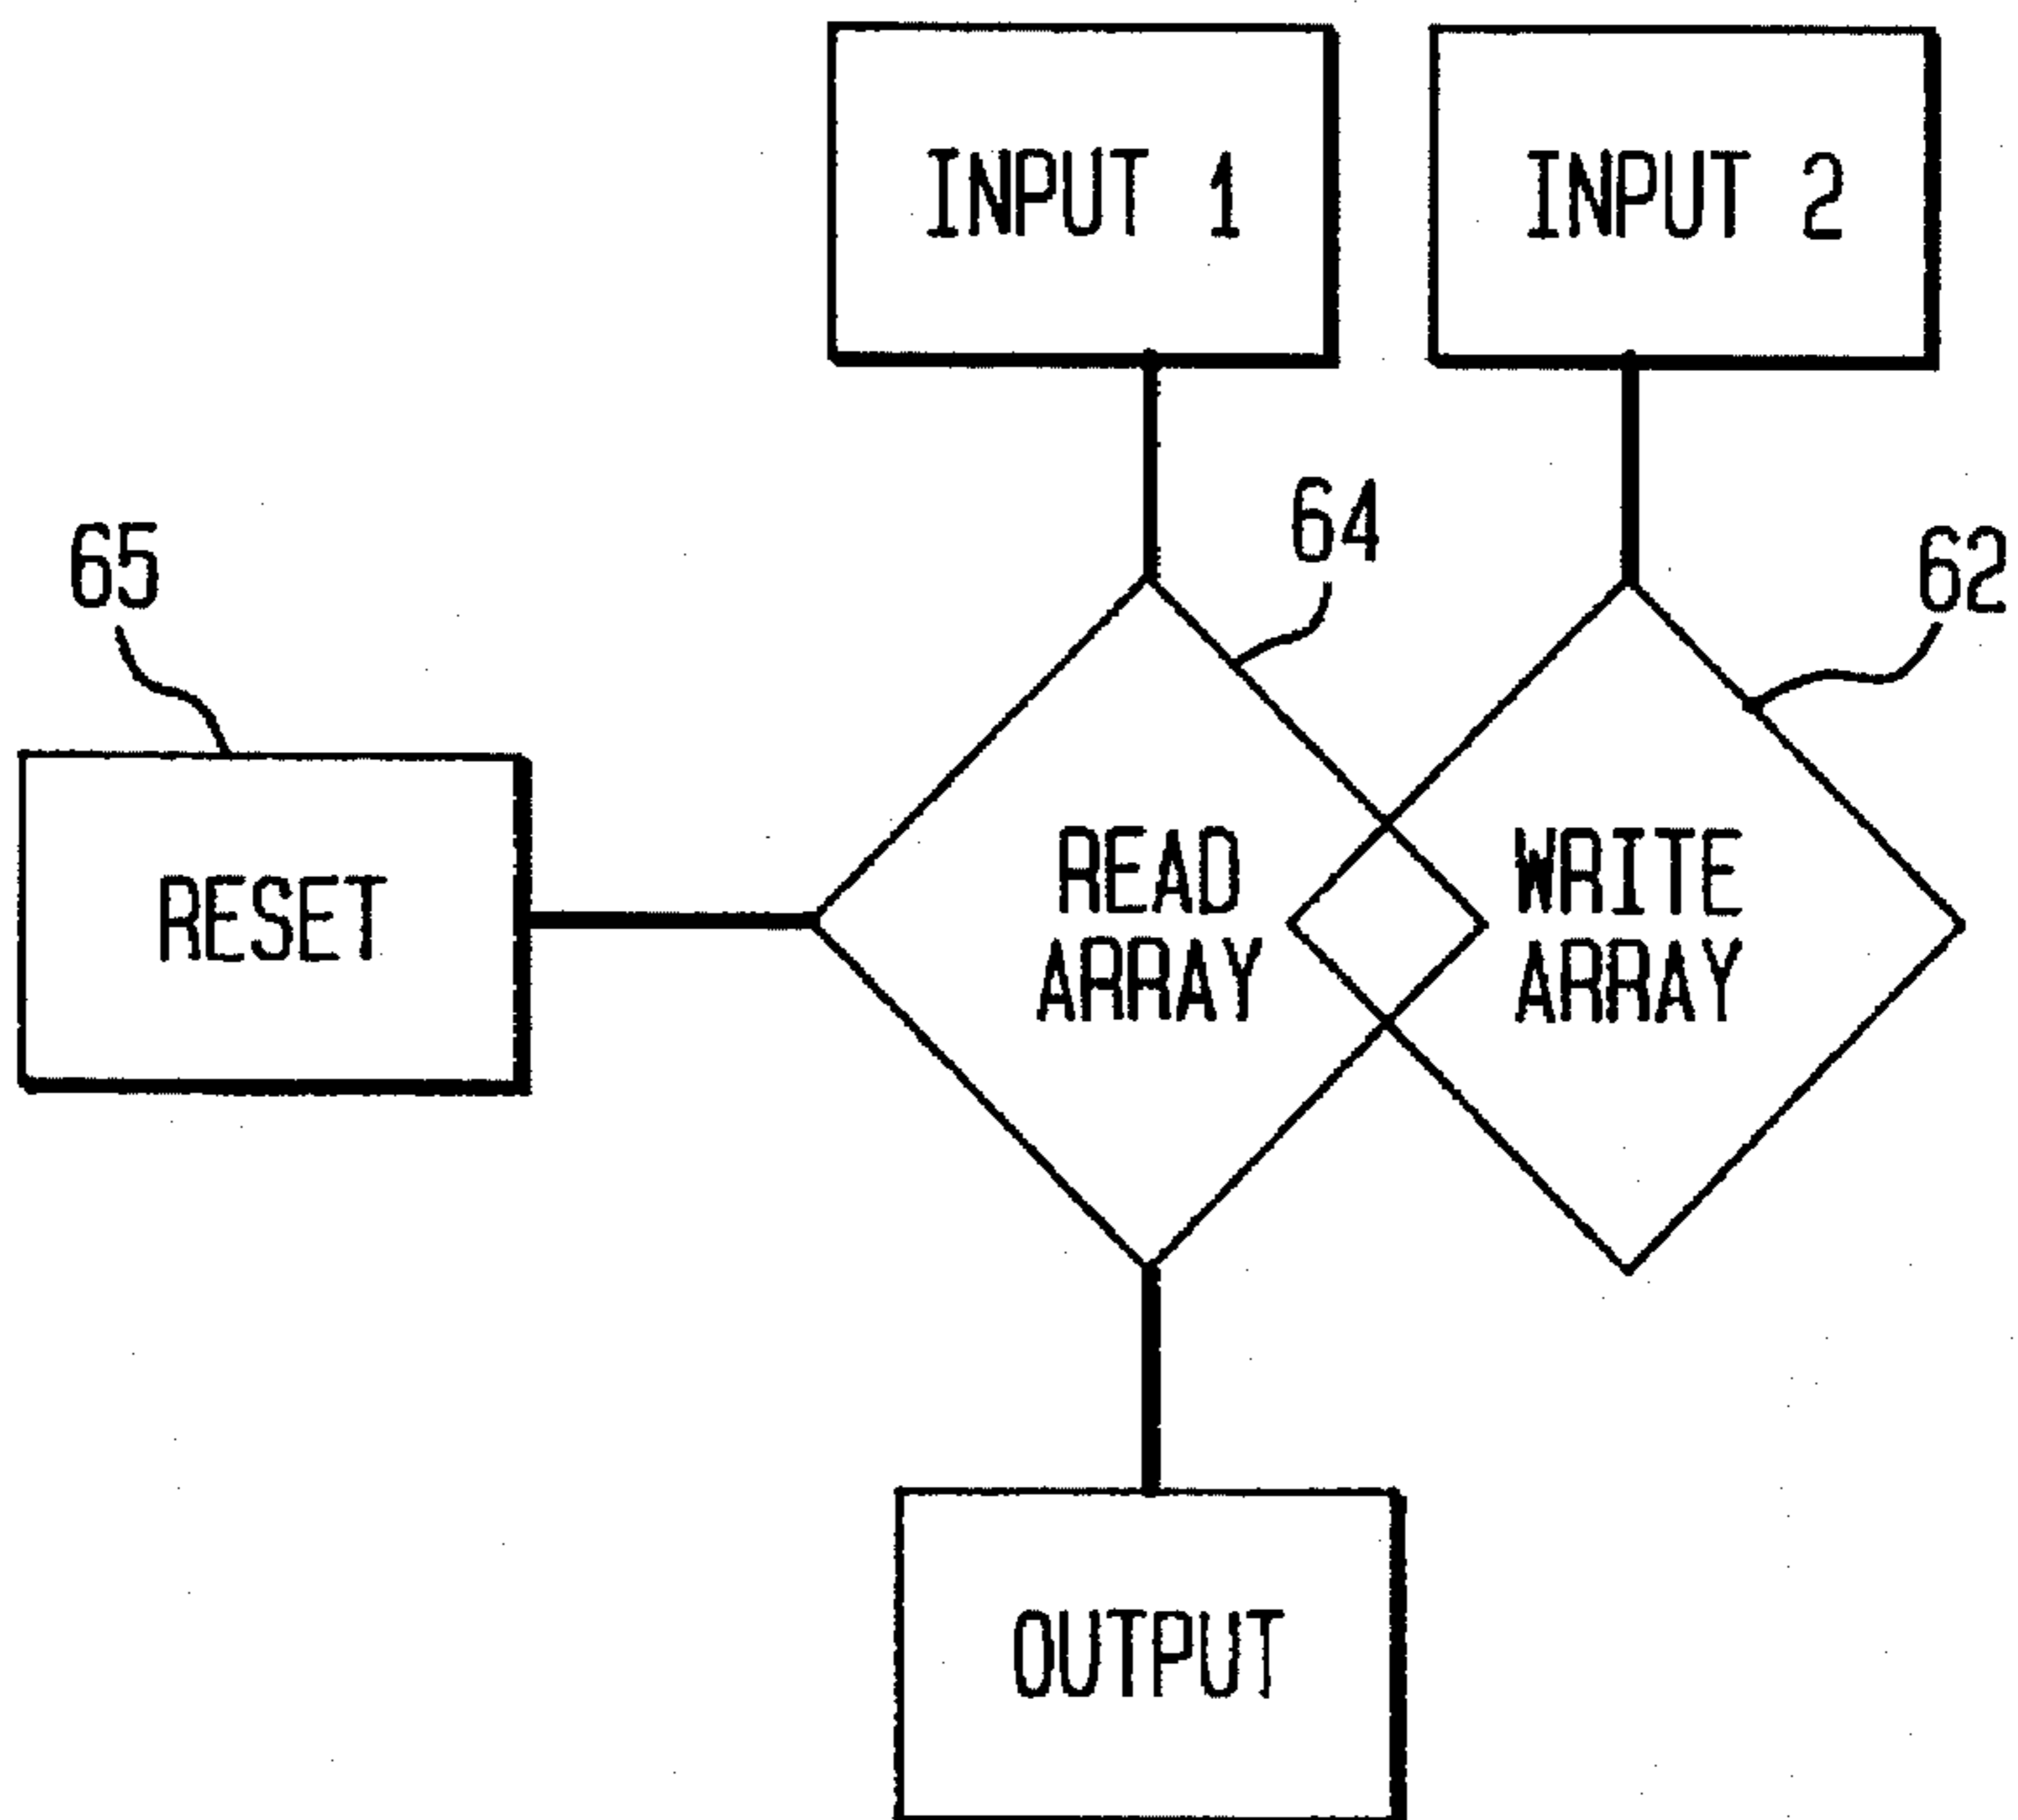 INPUT 1
INPUT 2
64
65
62
READ
ARRAY
WRITE
ARRAY
RESET
OUTPUT